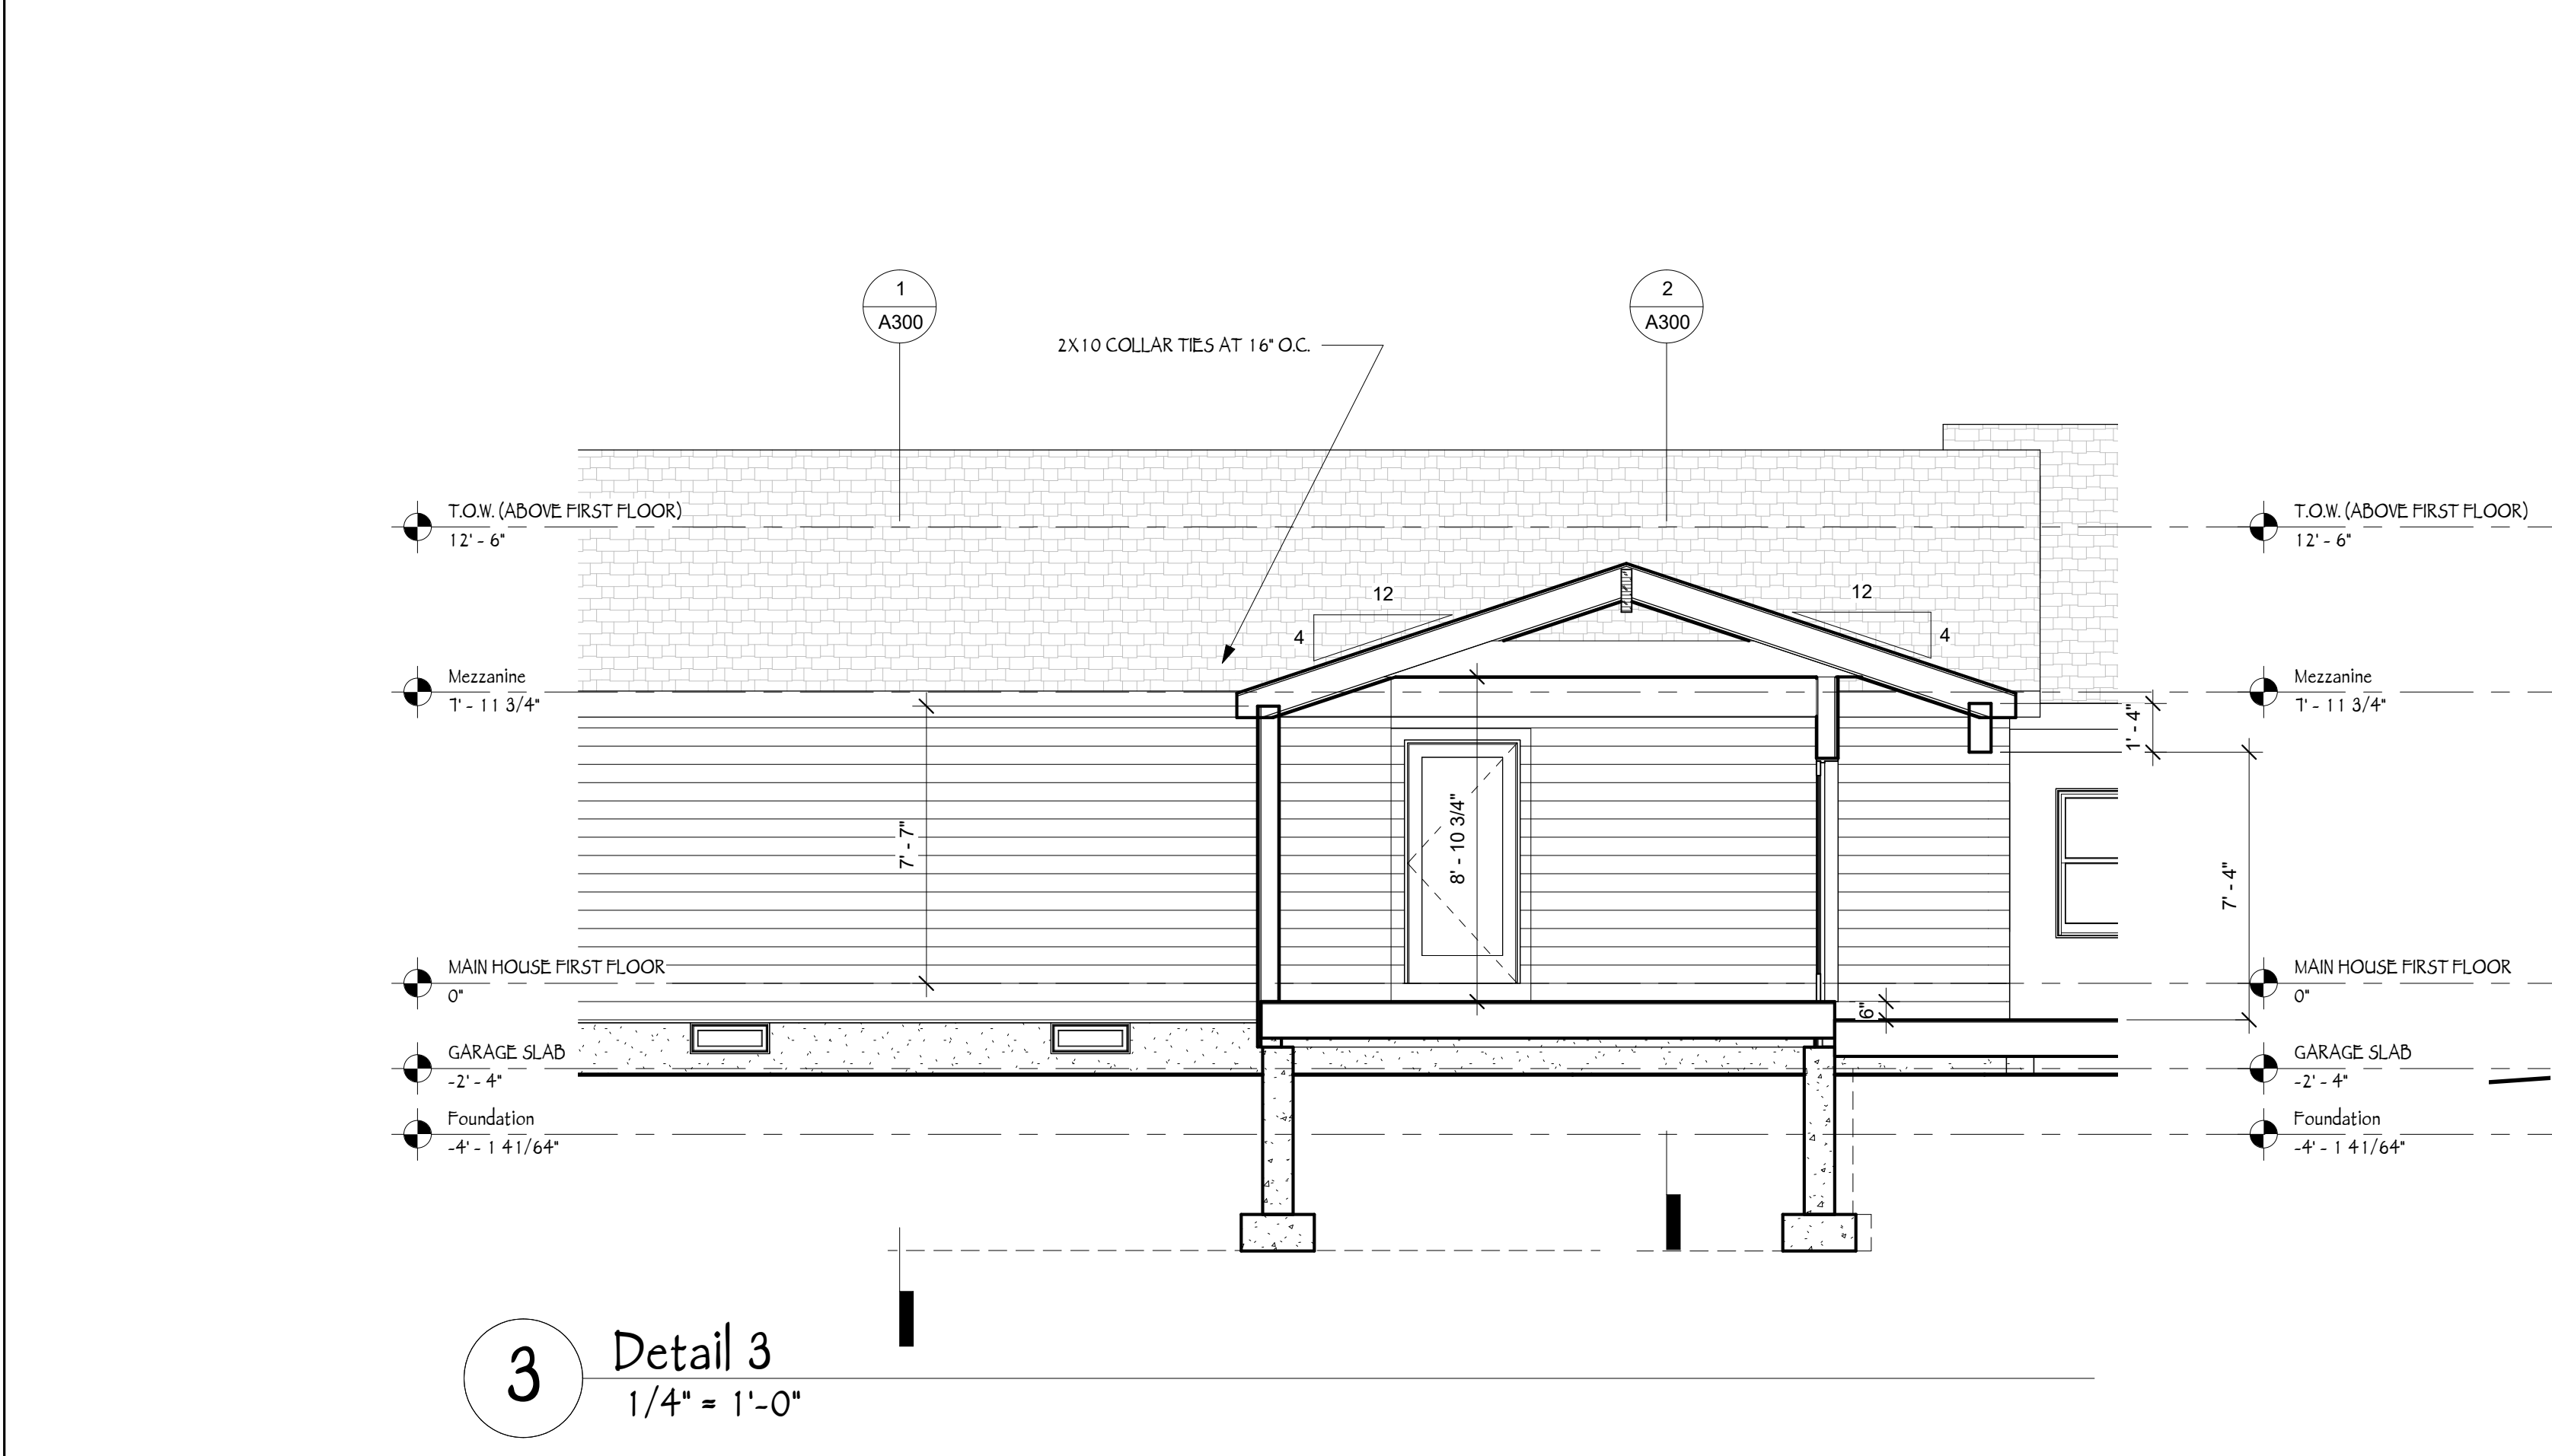 1
A300
2
A300
2X10 COLLAR TIES AT 16" O.C.
T.O.W. (ABOVE FIRST FLOOR)
12' - 6"
T.O.W. (ABOVE FIRST FLOOR)
12' - 6"
12
4
12
4
Mezzanine
7' - 11 3/4"
Mezzanine
7' - 11 3/4"
1' - 4"
7' - 7"
8' - 10 3/4"
7' - 4"
MAIN HOUSE FIRST FLOOR
0"
6"
MAIN HOUSE FIRST FLOOR
0"
GARAGE SLAB
-2' - 4"
GARAGE SLAB
-2' - 4"
Foundation
-4' - 1 41/64"
Foundation
-4' - 1 41/64"
3
Detail 3
1/4" = 1'-0"